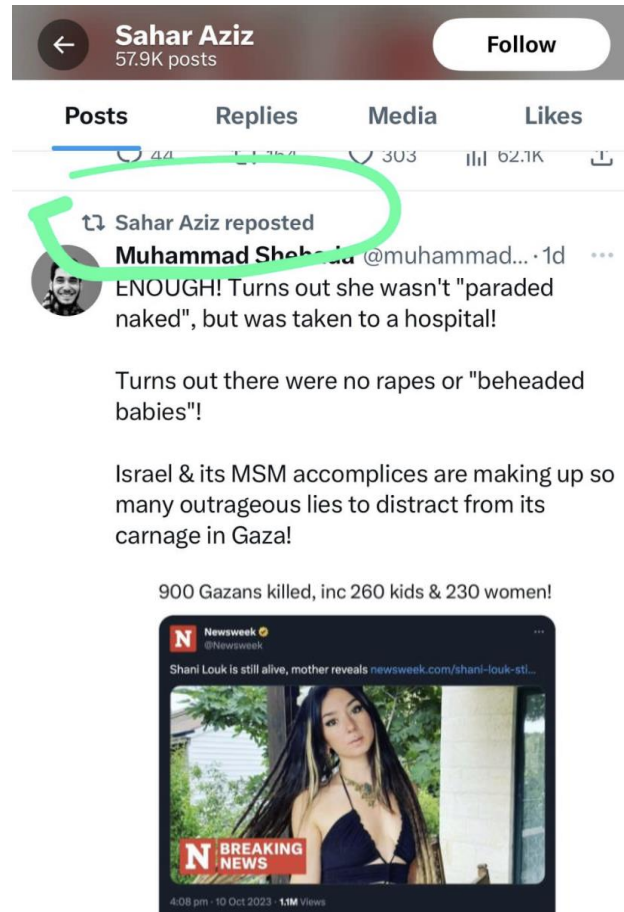 Sahar Aziz
57.9K posts
Follow
Posts Replies Media Likes
44 164 303 62.1K
Sahar Aziz reposted
Muhammad Shehada @muhammad... · 1d
ENOUGH! Turns out she wasn't "paraded
naked", but was taken to a hospital!
Turns out there were no rapes or "beheaded
babies"!
Israel & its MSM accomplices are making up so
many outrageous lies to distract from its
carnage in Gaza!
900 Gazans killed, inc 260 kids & 230 women!
N Newsweek
@Newsweek
Shani Louk is still alive, mother reveals newsweek.com/shani-louk-sti...
N BREAKING
NEWS
4:08 pm · 10 Oct 2023 · 1.1M Views